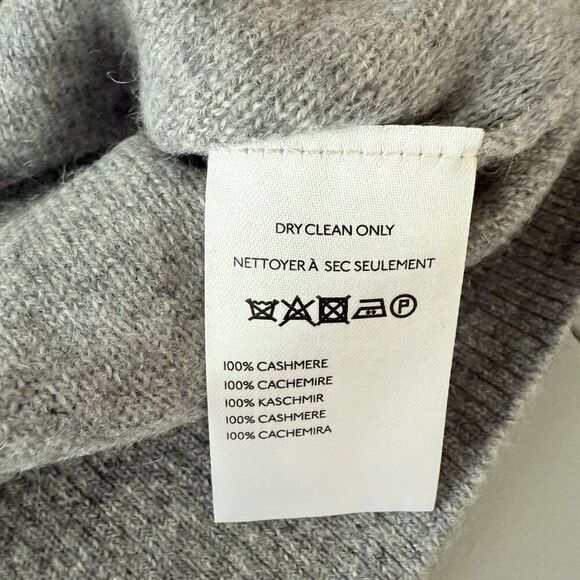 DRY CLEAN ONLY
NETTOYER À SEC SEULEMENT
P
100% CASHMERE
100% CACHEMIRE
100% KASCHMIR
100% CASHMERE
100% CACHEMIRA